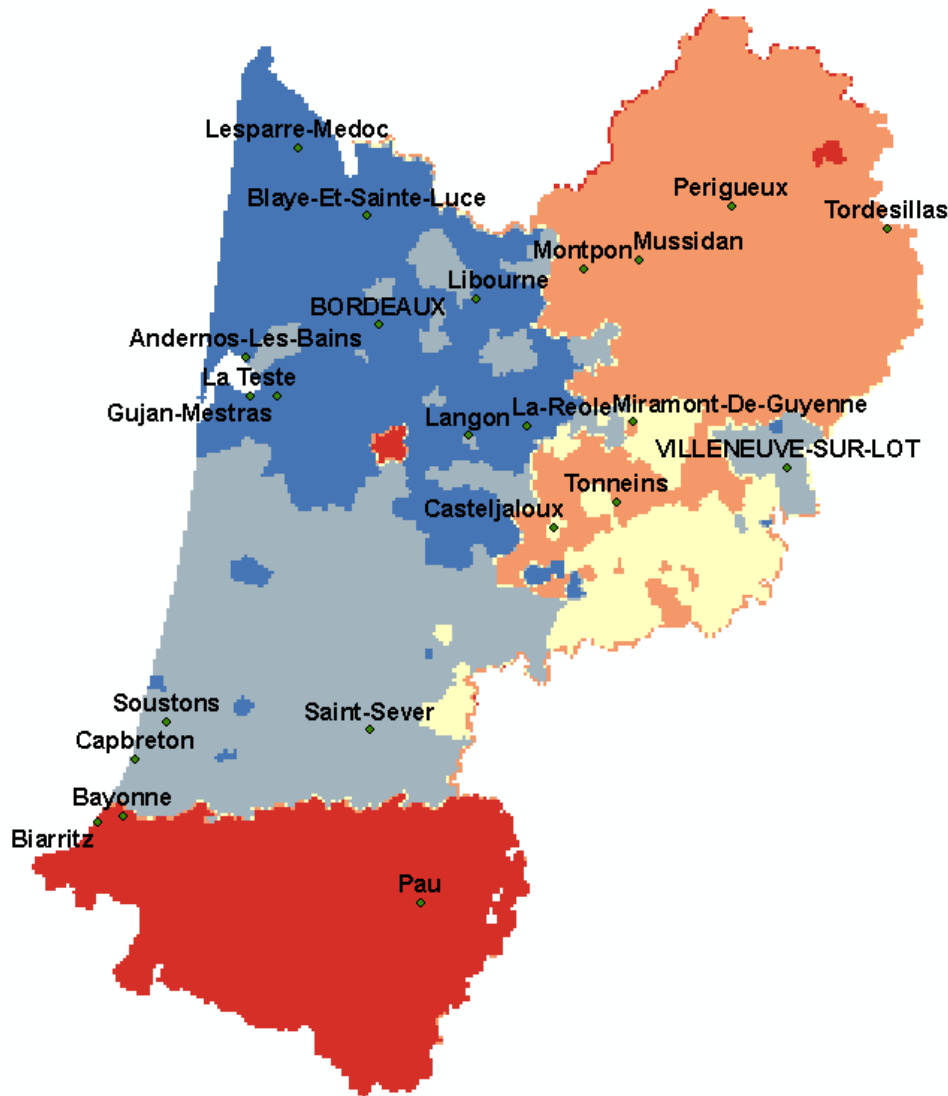 Lesparre-Medoc
Blaye-Et-Sainte-Luce
Perigueux
Tordesillas
Montpon
Mussidan
Libourne
BORDEAUX
Andernos-Les-Bains
La Teste
Gujan-Mestras
Langon
La-Reole
Miramont-De-Guyenne
VILLENEUVE-SUR-LOT
Tonneins
Casteljaloux
Soustons
Saint-Sever
Capbreton
Bayonne
Biarritz
Pau